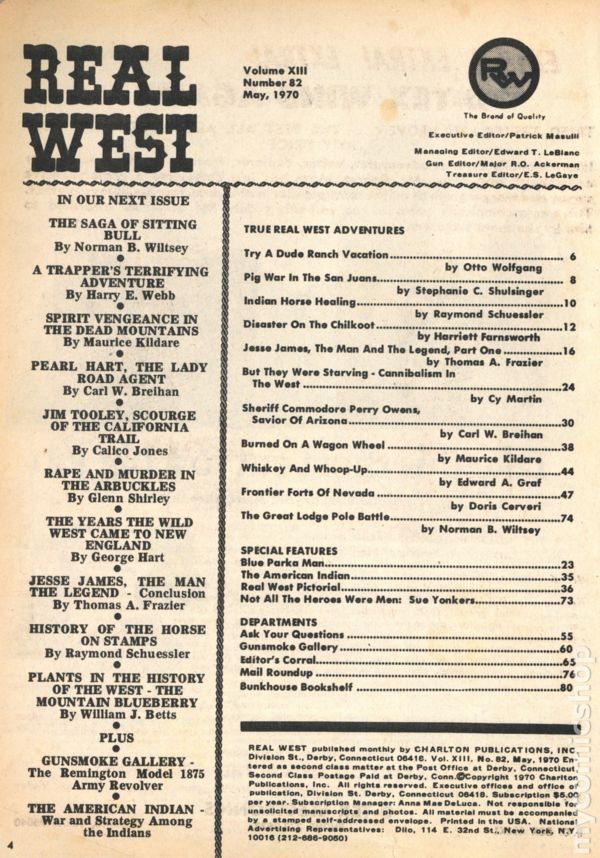 REAL
WEST
Volume XIII
Number 82
May, 1970
RW
The Brand of Quality
Executive Editor/Patrick Masulli
Managing Editor/Edward T. LeBlanc
Gun Editor/Major R.O. Ackerman
Treasure Editor/E.S. LeGaye
IN OUR NEXT ISSUE
THE SAGA OF SITTING
BULL
By Norman B. Wiltsey
A TRAPPER'S TERRIFYING
ADVENTURE
By Harry E. Webb
SPIRIT VENGEANCE IN
THE DEAD MOUNTAINS
By Maurice Kildare
PEARL HART, THE LADY
ROAD AGENT
By Carl W. Breihan
JIM TOOLEY, SCOURGE
OF THE CALIFORNIA
TRAIL
By Calico Jones
RAPE AND MURDER IN
THE ARBUCKLES
By Glenn Shirley
THE YEARS THE WILD
WEST CAME TO NEW
ENGLAND
By George Hart
JESSE JAMES, THE MAN
THE LEGEND - Conclusion
By Thomas A. Frazier
HISTORY OF THE HORSE
ON STAMPS
By Raymond Schuessler
PLANTS IN THE HISTORY
OF THE WEST - THE
MOUNTAIN BLUEBERRY
By William J. Betts
PLUS
GUNSMOKE GALLERY -
The Remington Model 1875
Army Revolver
THE AMERICAN INDIAN -
War and Strategy Among
the Indians
4
TRUE REAL WEST ADVENTURES
Try A Dude Ranch Vacation 6
by Otto Wolfgang
Pig War In The San Juans 8
by Stephanie C. Shulsinger
Indian Horse Healing 10
by Raymond Schuessler
Disaster On The Chilkoot 12
by Harriett Farnsworth
Jesse James, The Man And The Legend, Part One 16
by Thomas A. Frazier
But They Were Starving - Cannibalism In
The West 24
by Cy Martin
Sheriff Commodore Perry Owens,
Savior Of Arizona 30
by Carl W. Breihan
Burned On A Wagon Wheel 38
by Maurice Kildare
Whiskey And Whoop-Up 44
by Edward A. Graf
Frontier Forts Of Nevada 47
by Doris Cerveri
The Great Lodge Pole Battle 74
by Norman B. Wiltsey
SPECIAL FEATURES
Blue Parka Man 23
The American Indian 35
Real West Pictorial 36
Not All The Heroes Were Men: Sue Yonkers 73
DEPARTMENTS
Ask Your Questions 55
Gunsmoke Gallery 60
Editor's Corral 65
Mail Roundup 76
Bunkhouse Bookshelf 80
REAL WEST published monthly by CHARLTON PUBLICATIONS, INC
Division St., Derby, Connecticut 06418. Vol. XIII, No. 82, May, 1970 En-
tered as second class matter at the Post Office at Derby, Connecticut.
Second Class Postage Paid at Derby, Conn.©Copyright 1970 Charlton
Publications, Inc. All rights reserved. Executive offices and office of
publication, Division St. Derby, Connecticut 06418. Subscription $5.00
per year. Subscription Manager: Anna Mae DeLuca. Not responsible for
unsolicited manuscripts and photos. All material must be accompanied
by a stamped self-addressed envelope. Printed in the USA. National
Advertising Representatives: Dilo, 114 E. 32nd St., New York, N.Y.
10016 (212-686-9050)
mycomicshop